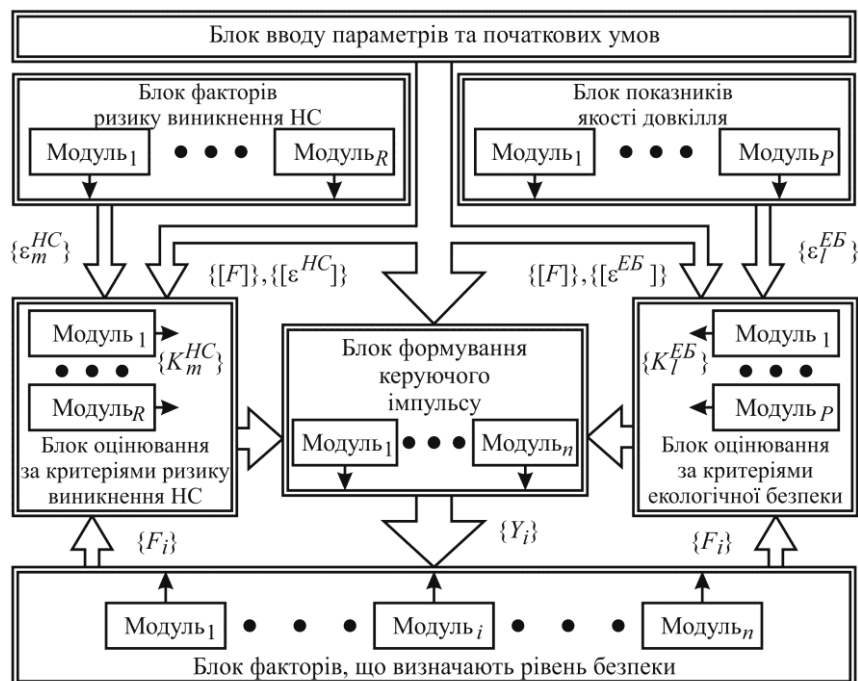 Блок вводу параметрів та початкових умов
Блок факторів
ризику виникнення НС
Модуль1 • • • МодульR
Блок показників
якості довкілля
Модуль1 • • • МодульP
{ε_m^НС}
{[F]},{[ε^НС]}
{[F]},{[ε^ЕБ ]}
{ε_l^ЕБ}
Модуль 1
{K_m^НС}
• • •
МодульR
Блок оцінювання
за критеріями ризику
виникнення НС
Блок формування
керуючого
імпульсу
Модуль1 • • • Модульn
Модуль 1
{K_l^ЕБ}
• • •
Модуль P
Блок оцінювання
за критеріями
екологічної безпеки
{F_i}
{Y_i}
{F_i}
Модуль1 • • • Модуль i • • • Модульn
Блок факторів, що визначають рівень безпеки